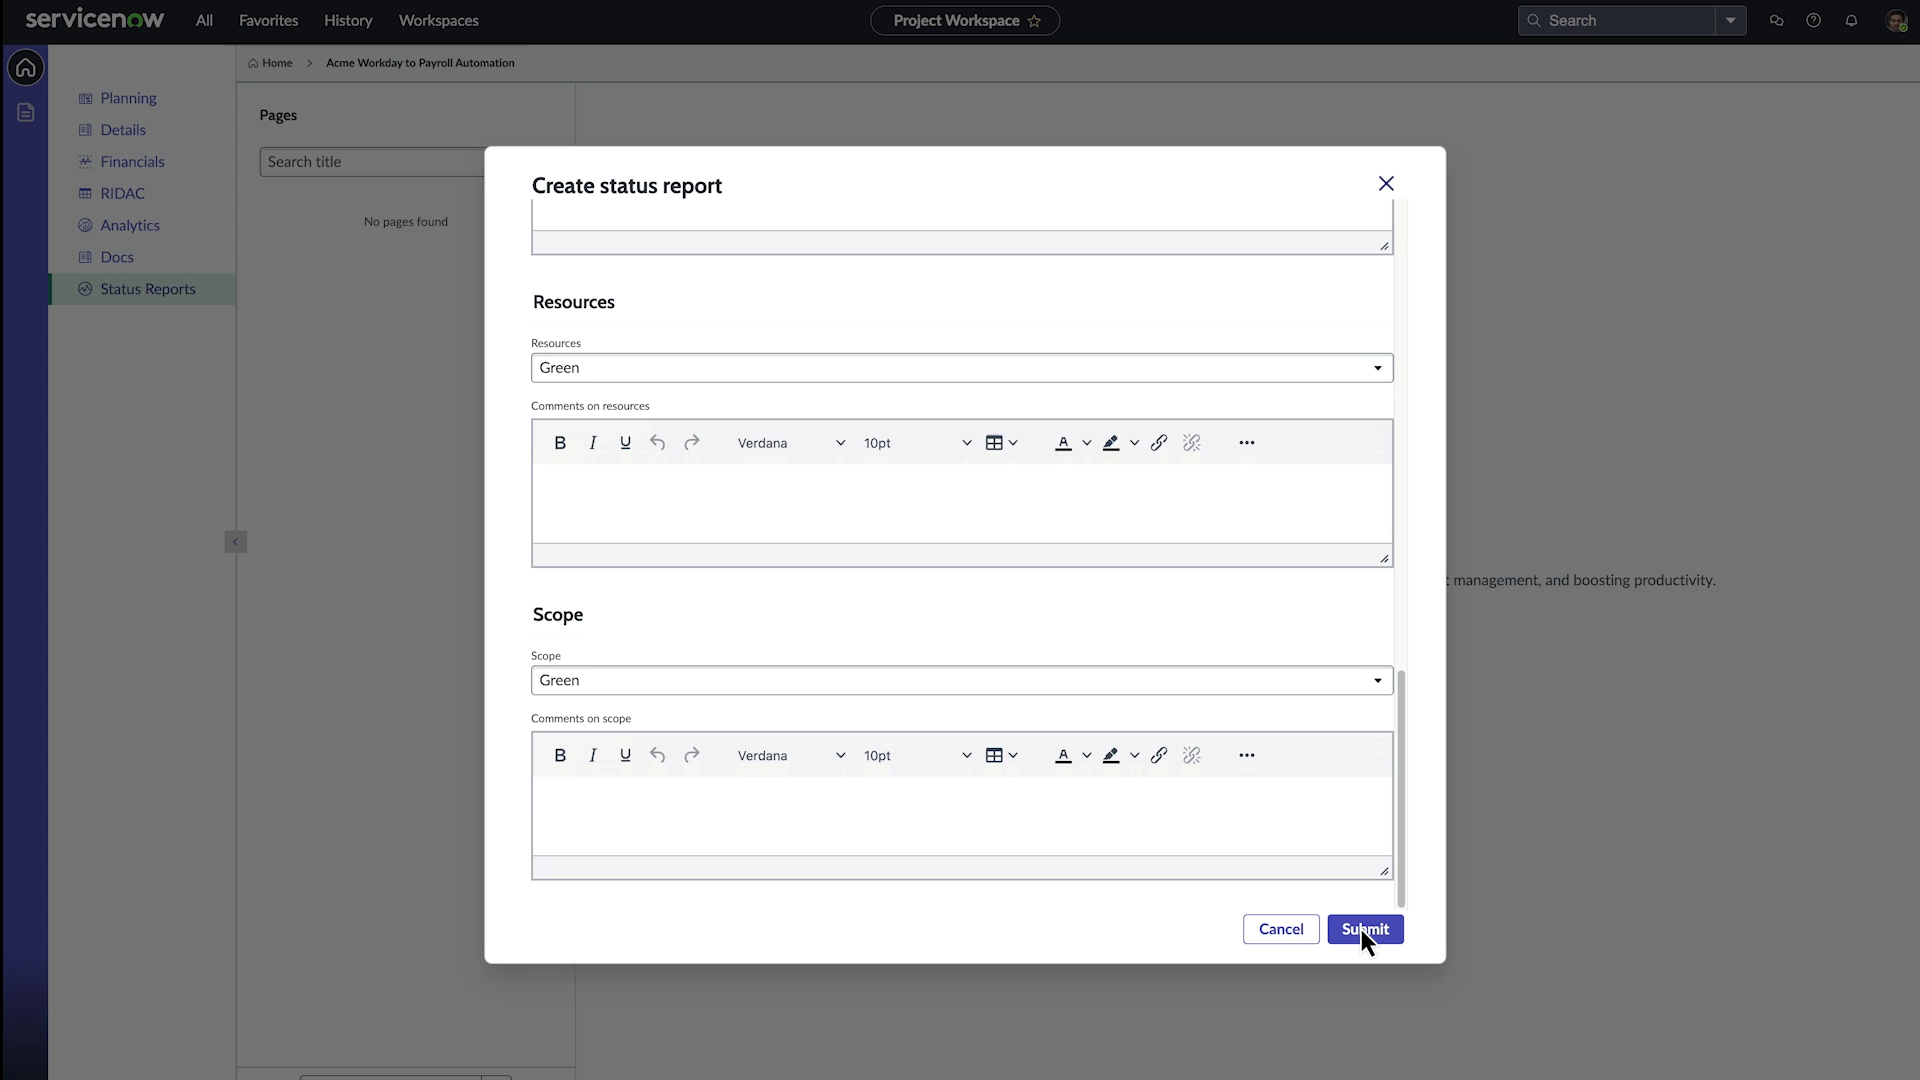 servicenow All Favorites History Workspaces Project Workspace Search
Home > Acme Workday to Payroll Automation
Planning
Details
Financials
RIDAC
Analytics
Docs
Status Reports
Pages
Search title
No pages found
Create status report
Resources
Resources
Green
Comments on resources
B I U Verdana 10pt A
Scope
Scope
Green
Comments on scope
B I U Verdana 10pt A
Cancel Submit
management, and boosting productivity.